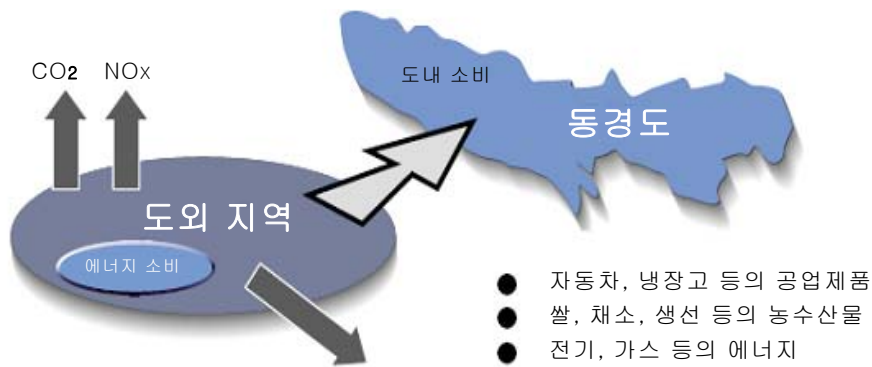 CO2 NOx
도내 소비
동경도
도외 지역
에너지 소비
● 자동차, 냉장고 등의 공업제품
● 쌀, 채소, 생선 등의 농수산물
● 전기, 가스 등의 에너지